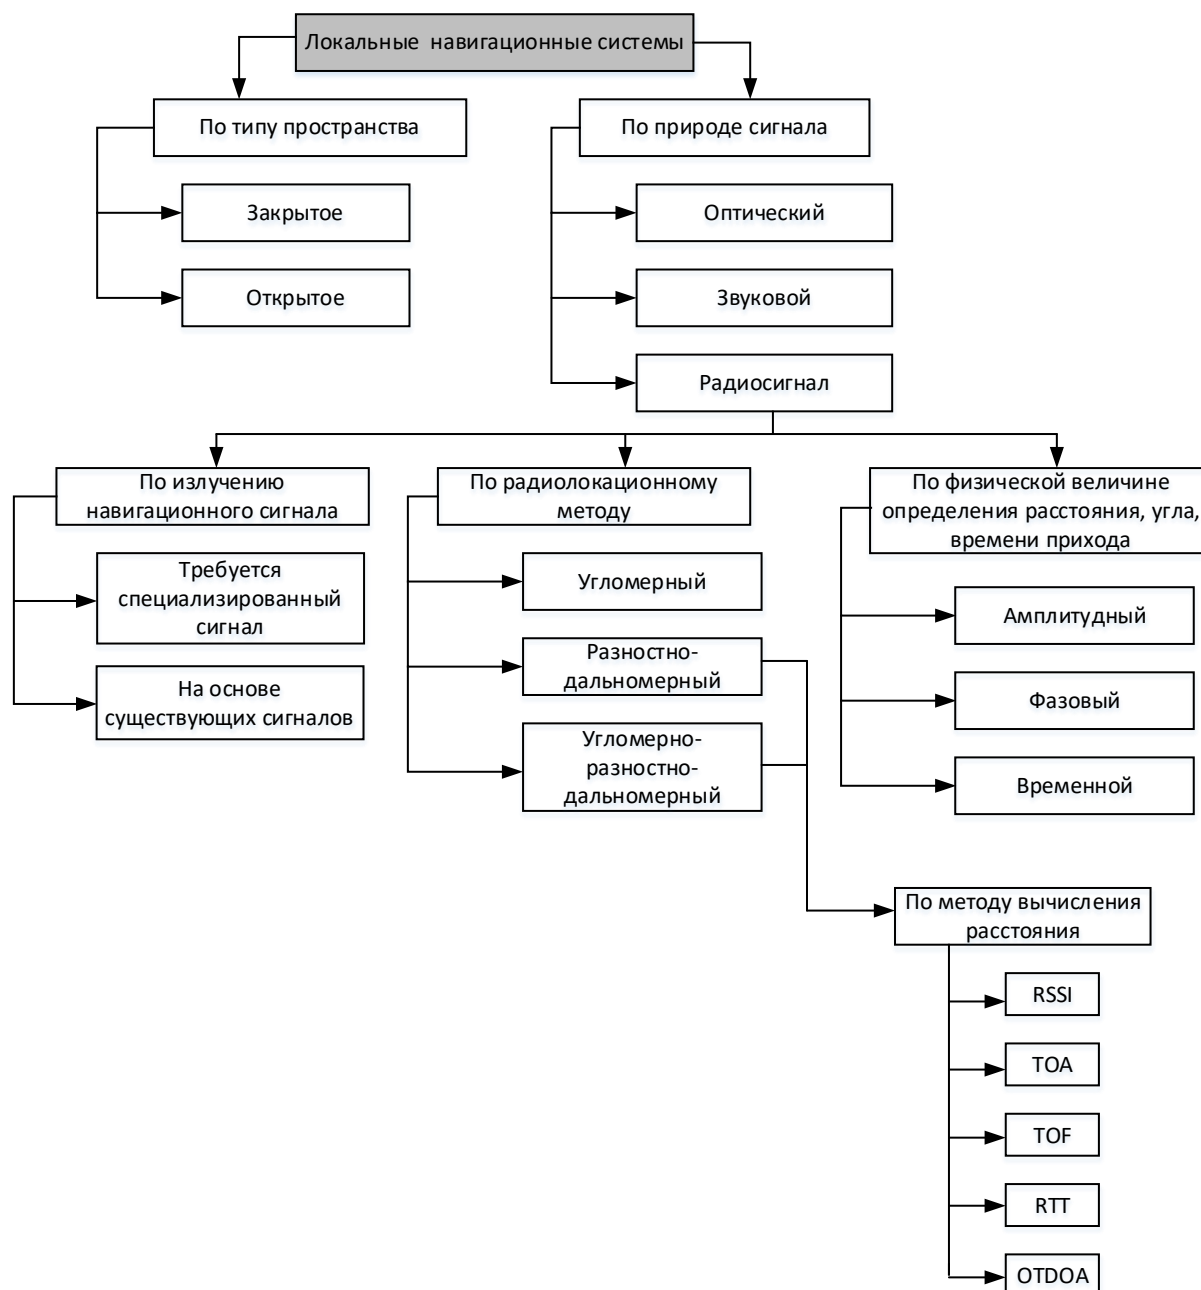 Локальные навигационные системы
По типу пространства
Закрытое
Открытое
По природе сигнала
Оптический
Звуковой
Радиосигнал
По излучению
навигационного сигнала
Требуется
специализированный
сигнал
На основе
существующих сигналов
По радиолокационному
методу
Угломерный
Разностно-
дальномерный
Угломерно-
разностно-
дальномерный
По физической величине
определения расстояния, угла,
времени прихода
Амплитудный
Фазовый
Временной
По методу вычисления
расстояния
RSSI
TOA
TOF
RTT
OTDOA